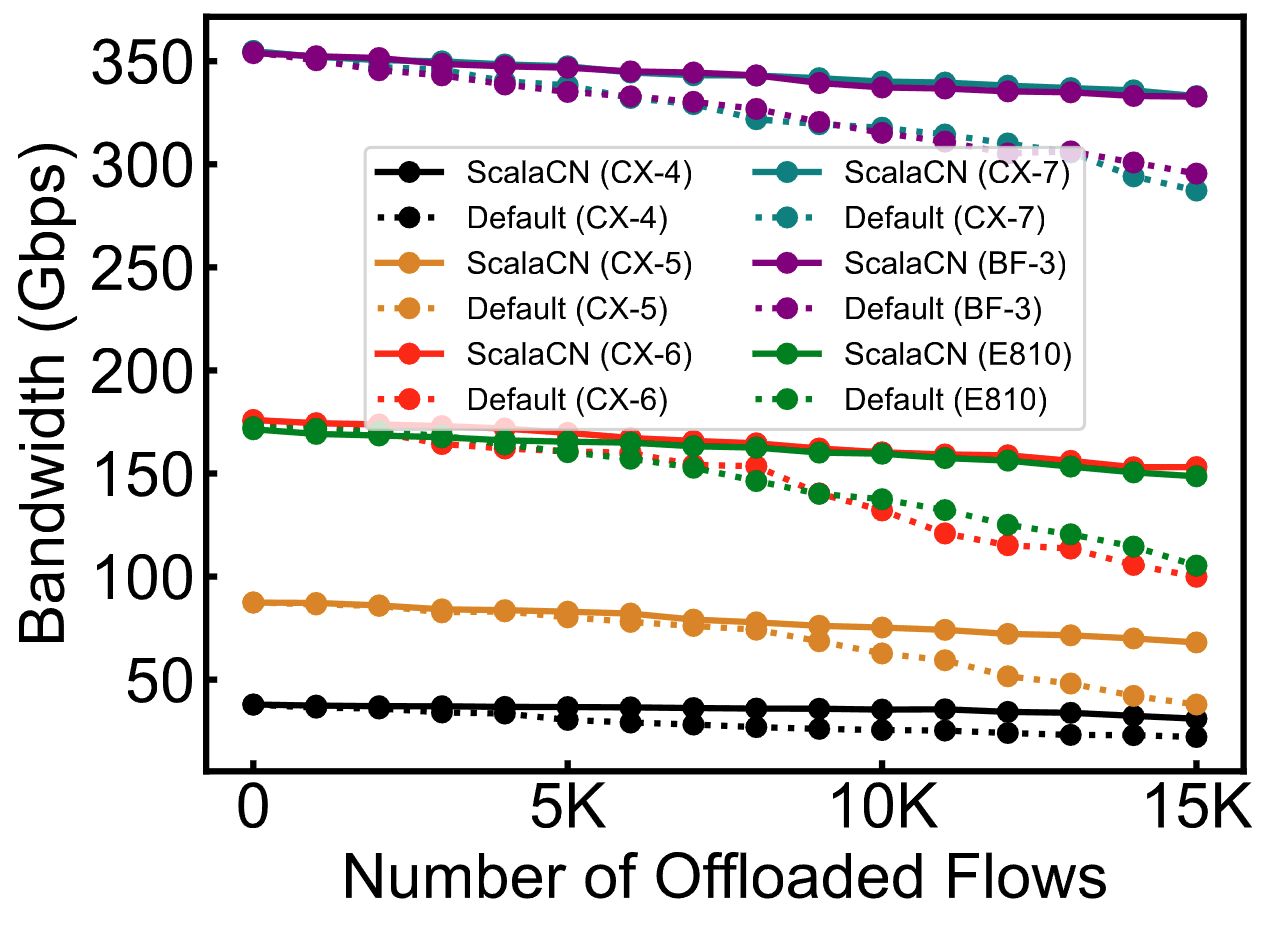 350
300
250
200
150
100
50
Bandwidth (Gbps)
ScalaCN (CX-4)
Default (CX-4)
ScalaCN (CX-5)
Default (CX-5)
ScalaCN (CX-6)
Default (CX-6)
ScalaCN (CX-7)
Default (CX-7)
ScalaCN (BF-3)
Default (BF-3)
ScalaCN (E810)
Default (E810)
0 5K 10K 15K
Number of Offloaded Flows